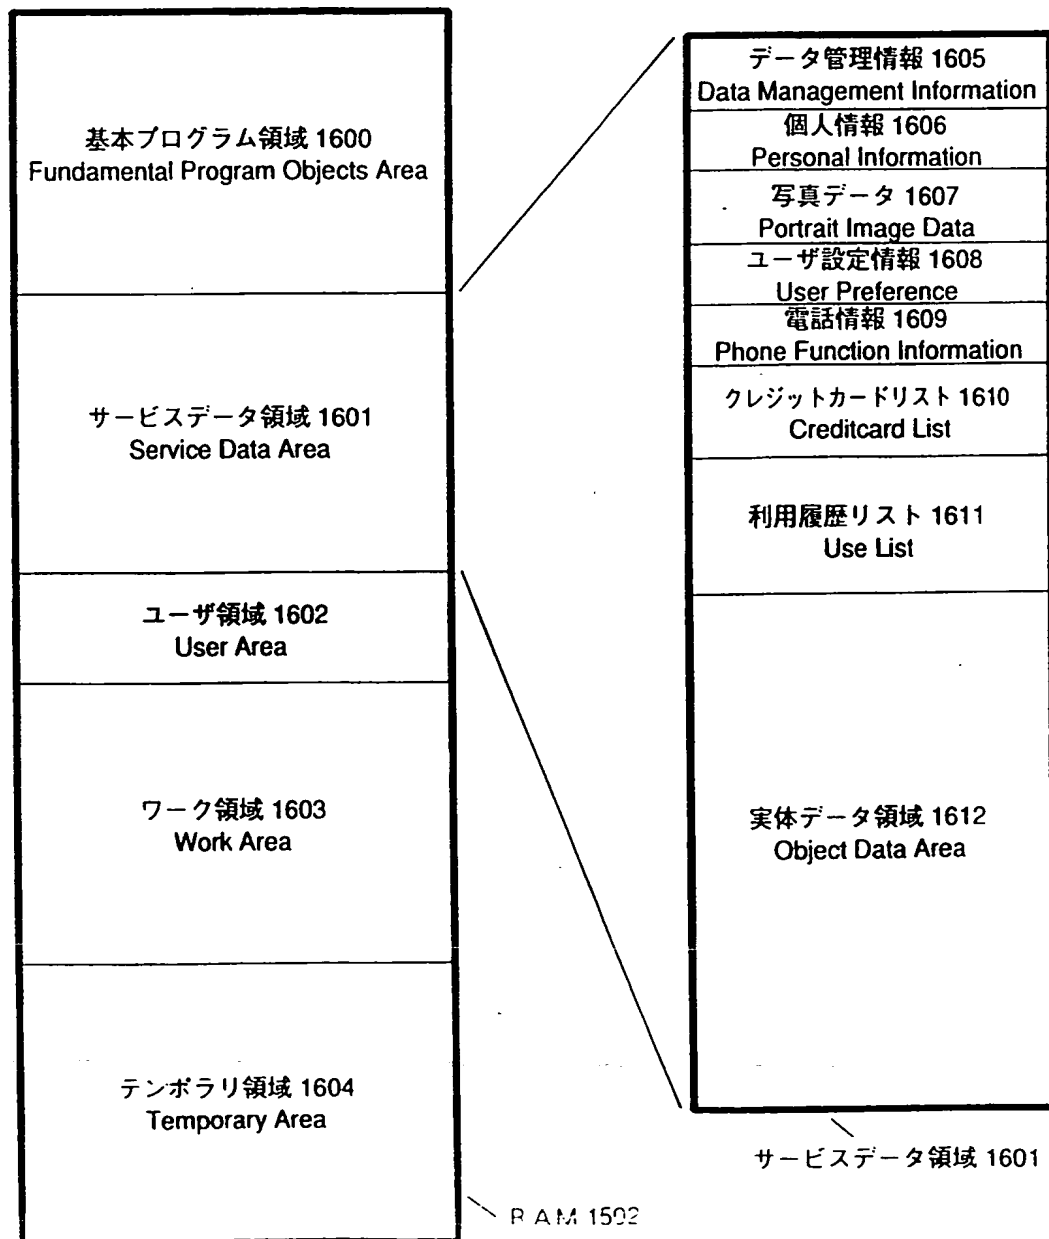 基本プログラム領域 1600
Fundamental Program Objects Area
サービスデータ領域 1601
Service Data Area
ユーザ領域 1602
User Area
ワーク領域 1603
Work Area
テンポラリ領域 1604
Temporary Area
RAM 1502
データ管理情報 1605
Data Management Information
個人情報 1606
Personal Information
写真データ 1607
Portrait Image Data
ユーザ設定情報 1608
User Preference
電話情報 1609
Phone Function Information
クレジットカードリスト 1610
Creditcard List
利用履歴リスト 1611
Use List
実体データ領域 1612
Object Data Area
サービスデータ領域 1601